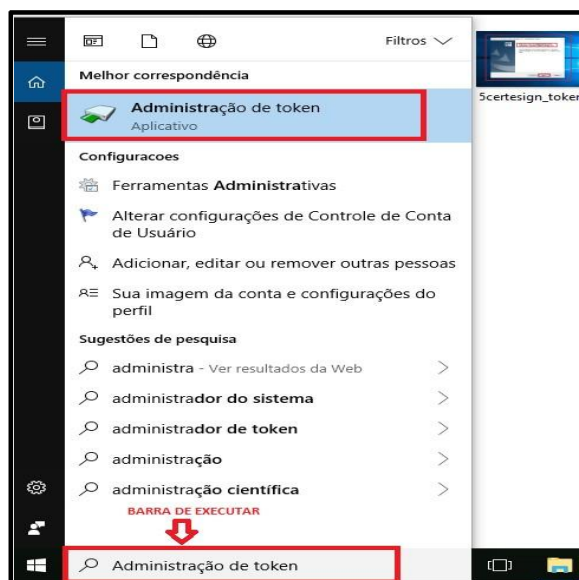 Filtros
Melhor correspondência
Administração de token
Aplicativo
Configuracoes
Ferramentas Administrativas
Alterar configurações de Controle de Conta
de Usuário
Adicionar, editar ou remover outras pessoas
Sua imagem da conta e configurações do
perfil
Sugestões de pesquisa
administra - Ver resultados da Web
administrador do sistema
administrador de token
administração
administração científica
BARRA DE EXECUTAR
Administração de token
5certesign_token